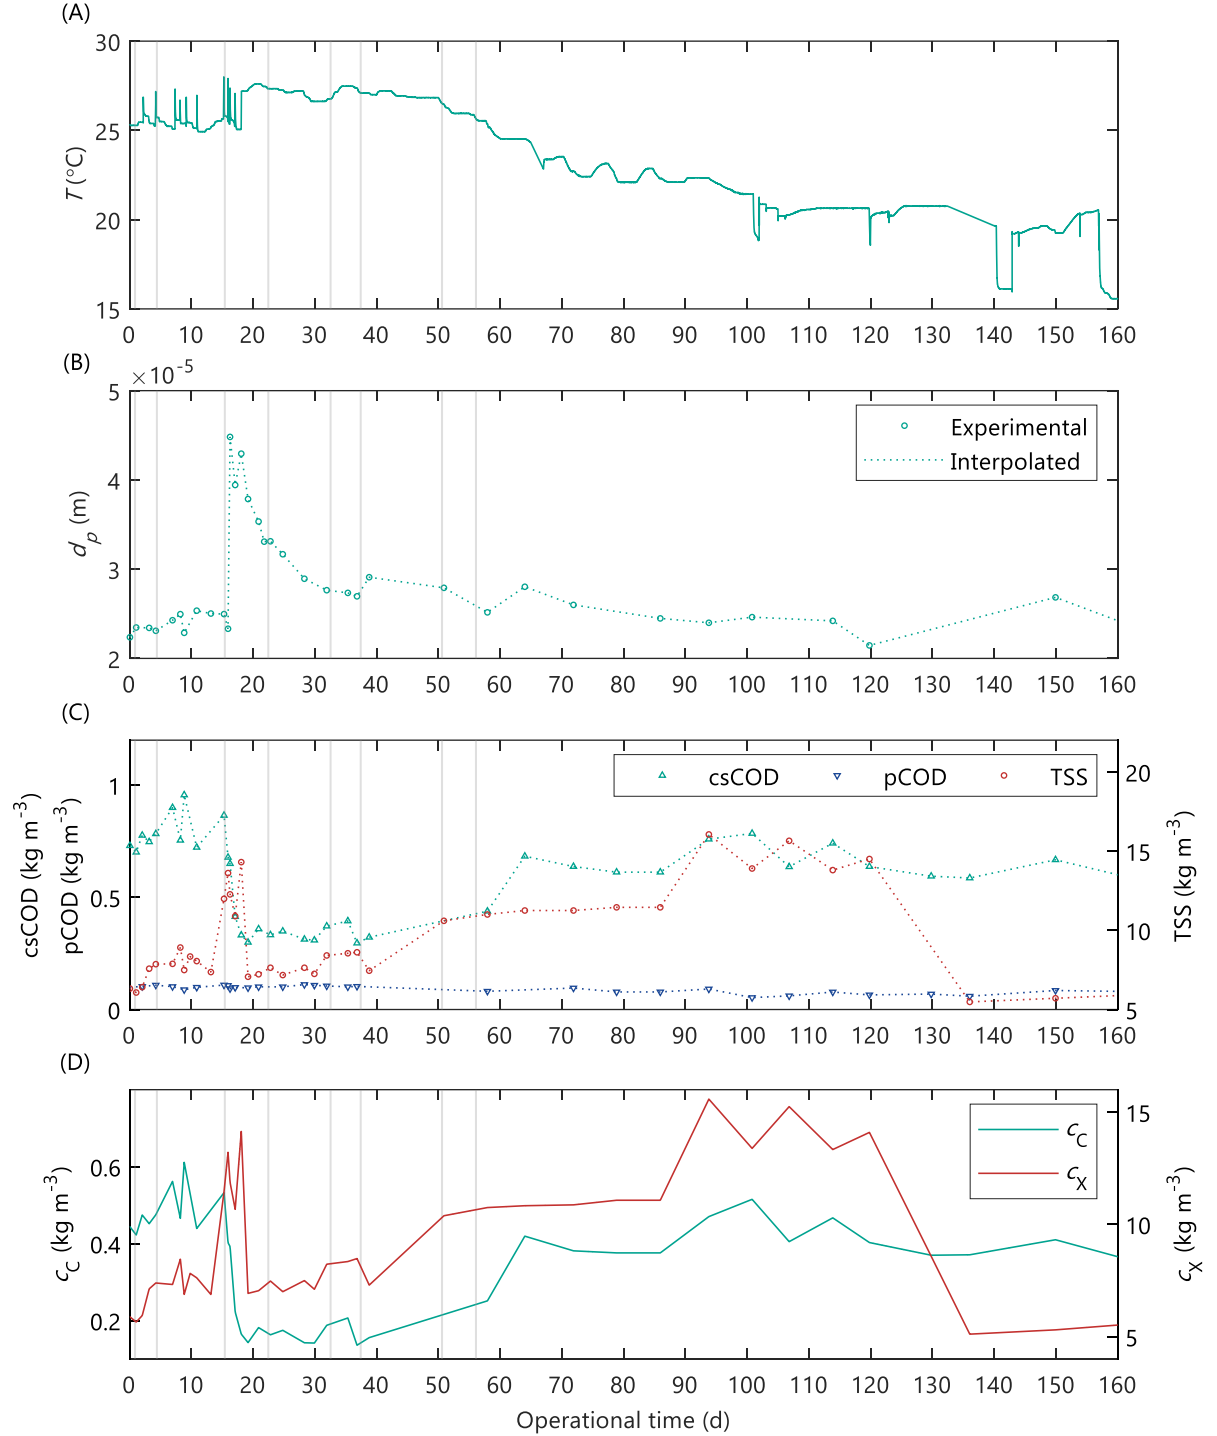 (A)
30
25
20
15
T (°C)
0 10 20 30 40 50 60 70 80 90 100 110 120 130 140 150 160
(B)
×10⁻⁵
5
4
3
2
d_p (m)
Experimental
Interpolated
0 10 20 30 40 50 60 70 80 90 100 110 120 130 140 150 160
(C)
1
0.5
0
csCOD (kg m⁻³)
pCOD (kg m⁻³)
csCOD pCOD TSS
20
15
10
5
TSS (kg m⁻³)
0 10 20 30 40 50 60 70 80 90 100 110 120 130 140 150 160
(D)
0.6
0.4
0.2
c_C (kg m⁻³)
c_C
c_X
15
10
5
c_X (kg m⁻³)
0 10 20 30 40 50 60 70 80 90 100 110 120 130 140 150 160
Operational time (d)